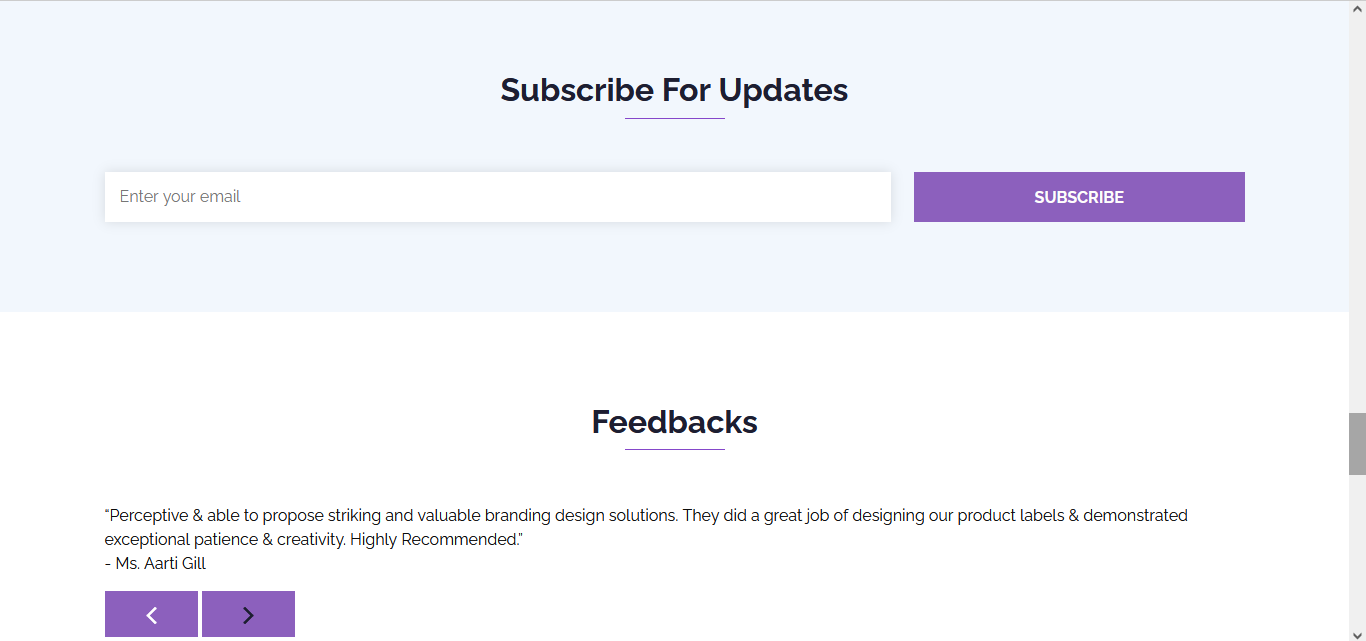 Subscribe For Updates
Enter your email
SUBSCRIBE
Feedbacks
“Perceptive & able to propose striking and valuable branding design solutions. They did a great job of designing our product labels & demonstrated
exceptional patience & creativity. Highly Recommended.”
- Ms. Aarti Gill